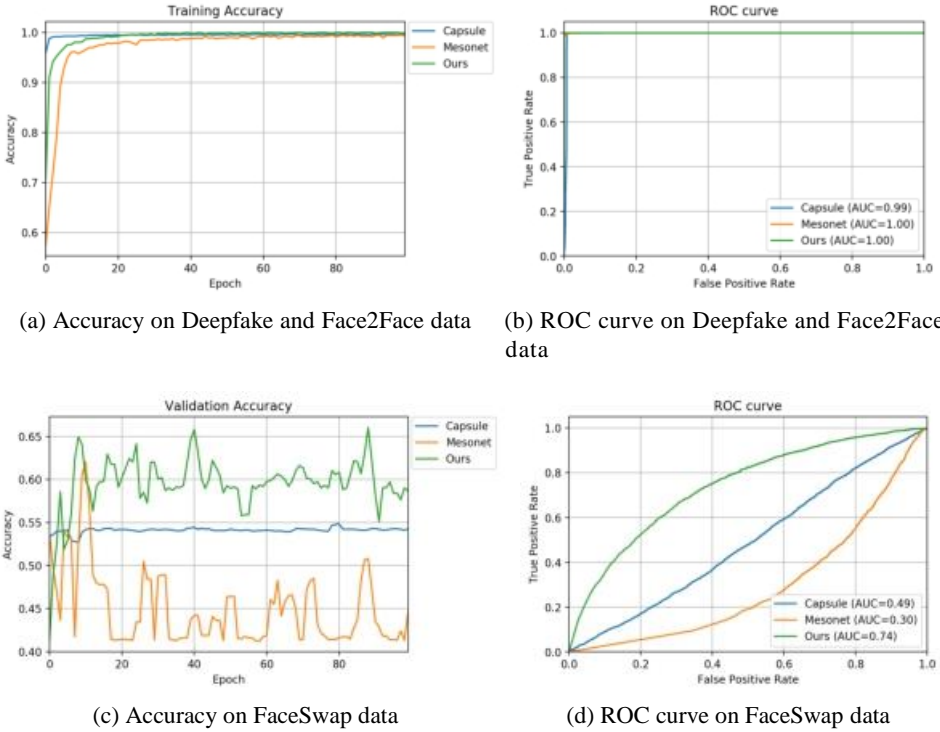 Training Accuracy
1.0
0.9
0.8
0.7
0.6
Accuracy
0
20
40
60
80
Epoch
Capsule
Mesonet
Ours
ROC curve
1.0
0.8
0.6
0.4
0.2
0.0
True Positive Rate
0.0
0.2
0.4
0.6
0.8
1.0
False Positive Rate
Capsule (AUC=0.99)
Mesonet (AUC=1.00)
Ours (AUC=1.00)
(a) Accuracy on Deepfake and Face2Face data
(b) ROC curve on Deepfake and Face2Face
data
Validation Accuracy
0.65
0.60
0.55
0.50
0.45
0.40
Accuracy
0
20
40
60
80
Epoch
Capsule
Mesonet
Ours
ROC curve
1.0
0.8
0.6
0.4
0.2
0.0
True Positive Rate
0.0
0.2
0.4
0.6
0.8
1.0
False Positive Rate
Capsule (AUC=0.49)
Mesonet (AUC=0.30)
Ours (AUC=0.74)
(c) Accuracy on FaceSwap data
(d) ROC curve on FaceSwap data